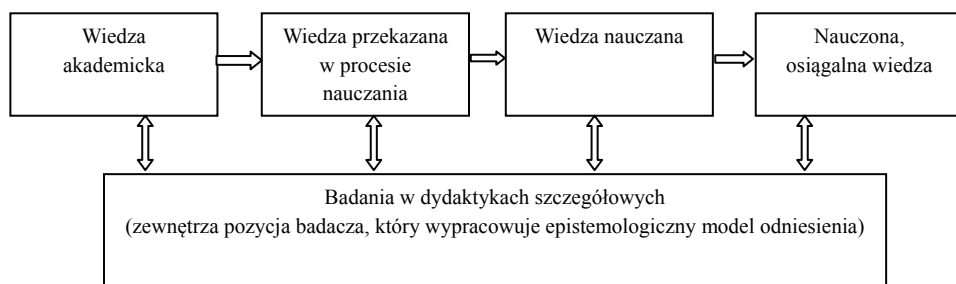 Wiedza
akademicka
Wiedza przekazana
w procesie
nauczania
Wiedza nauczana
Nauczona,
osiągalna wiedza
Badania w dydaktykach szczegółowych
(zewnętrza pozycja badacza, który wypracowuje epistemologiczny model odniesienia)